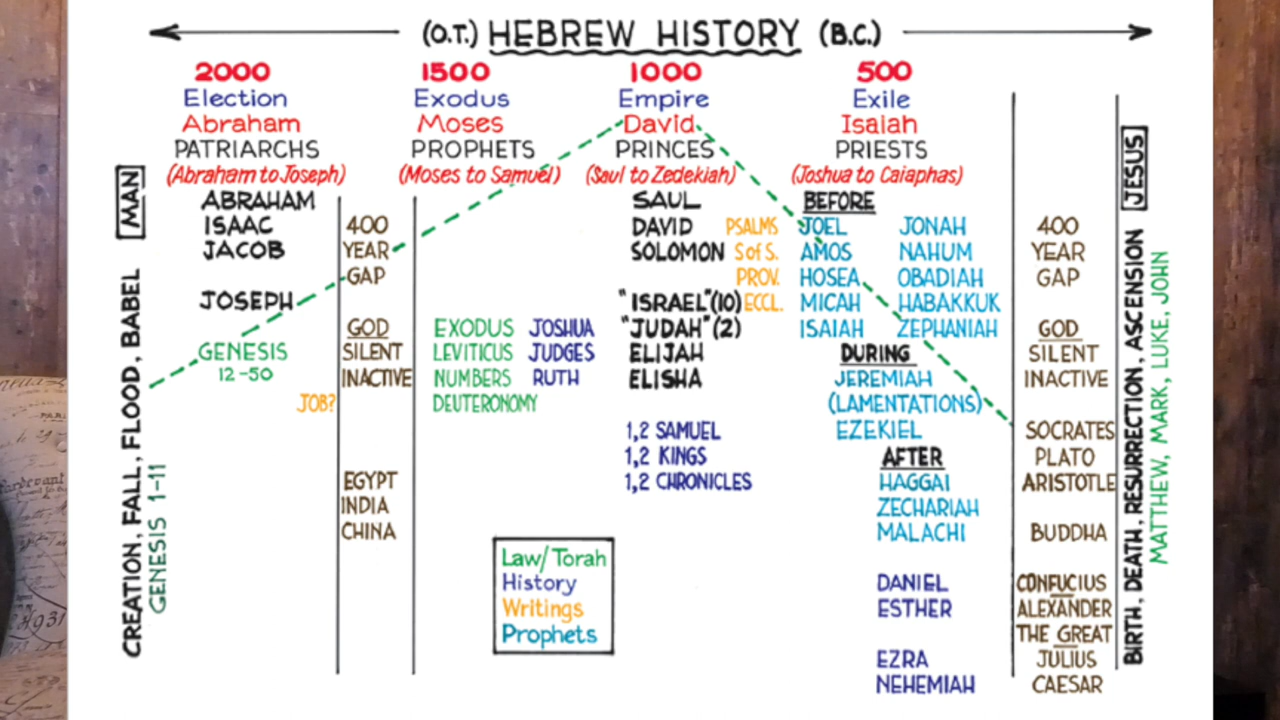 (O.T.) HEBREW HISTORY (B.C.)
2000
Election
Abraham
PATRIARCHS
(Abraham to Joseph)
1500
Exodus
Moses
PROPHETS
(Moses to Samuel)
1000
Empire
David
PRINCES
(Saul to Zedekiah)
500
Exile
Isaiah
PRIESTS
(Joshua to Caiaphas)
MAN
CREATION, FALL, FLOOD, BABEL
GENESIS 1-11
ABRAHAM
ISAAC
JACOB
JOSEPH
GENESIS
12-50
JOB?
400
YEAR
GAP
GOD
SILENT
INACTIVE
EGYPT
INDIA
CHINA
EXODUS
LEVITICUS
NUMBERS
DEUTERONOMY
JOSHUA
JUDGES
RUTH
SAUL
DAVID PSALMS
SOLOMON S of S.
PROV.
"ISRAEL"(10) ECCL.
"JUDAH"(2)
ELIJAH
ELISHA
1,2 SAMUEL
1,2 KINGS
1,2 CHRONICLES
BEFORE
JOEL JONAH
AMOS NAHUM
HOSEA OBADIAH
MICAH HABAKKUK
ISAIAH ZEPHANIAH
DURING
JEREMIAH
(LAMENTATIONS)
EZEKIEL
AFTER
HAGGAI
ZECHARIAH
MALACHI
DANIEL
ESTHER
EZRA
NEHEMIAH
400
YEAR
GAP
GOD
SILENT
INACTIVE
SOCRATES
PLATO
ARISTOTLE
BUDDHA
CONFUCIUS
ALEXANDER
THE GREAT
JULIUS
CAESAR
JESUS
BIRTH, DEATH, RESURRECTION, ASCENSION
MATTHEW, MARK, LUKE, JOHN
Law/Torah
History
Writings
Prophets